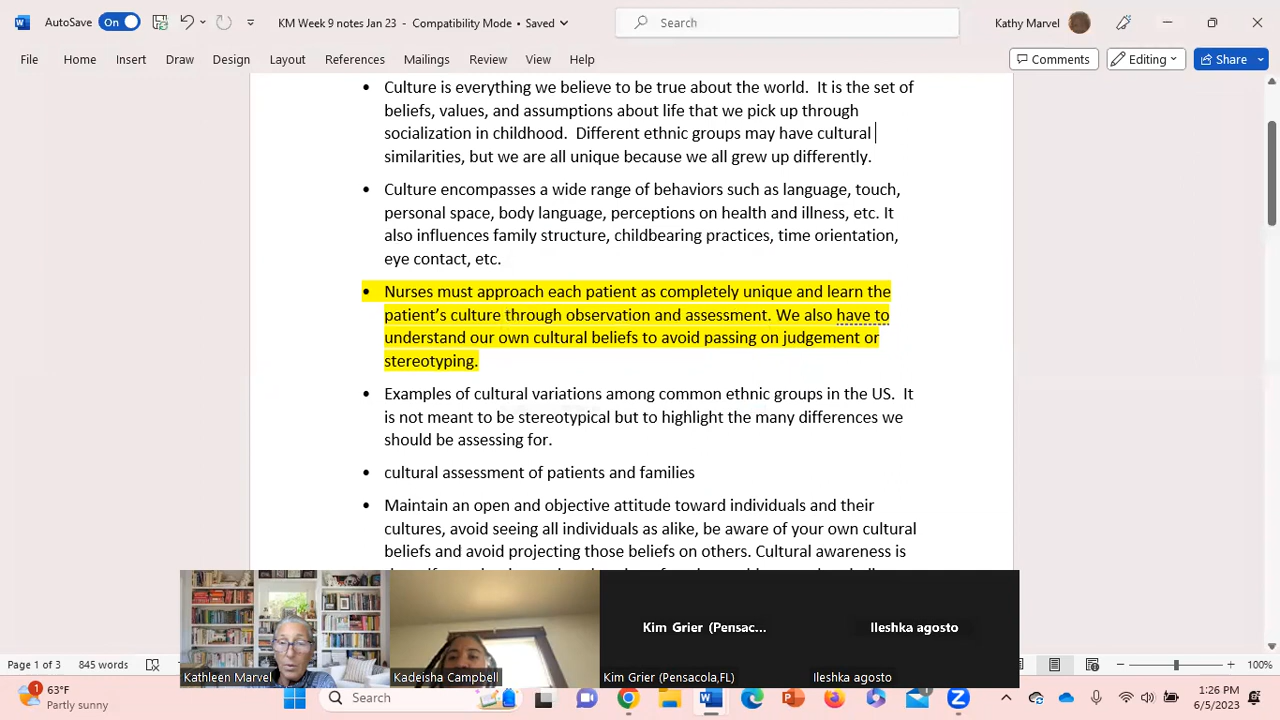 AutoSave On KM Week 9 notes Jan 23 - Compatibility Mode • Saved Search Kathy Marvel
File Home Insert Draw Design Layout References Mailings Review View Help Comments Editing Share
• Culture is everything we believe to be true about the world. It is the set of
beliefs, values, and assumptions about life that we pick up through
socialization in childhood. Different ethnic groups may have cultural
similarities, but we are all unique because we all grew up differently.
• Culture encompasses a wide range of behaviors such as language, touch,
personal space, body language, perceptions on health and illness, etc. It
also influences family structure, childbearing practices, time orientation,
eye contact, etc.
• Nurses must approach each patient as completely unique and learn the
patient's culture through observation and assessment. We also have to
understand our own cultural beliefs to avoid passing on judgement or
stereotyping.
• Examples of cultural variations among common ethnic groups in the US. It
is not meant to be stereotypical but to highlight the many differences we
should be assessing for.
• cultural assessment of patients and families
• Maintain an open and objective attitude toward individuals and their
cultures, avoid seeing all individuals as alike, be aware of your own cultural
beliefs and avoid projecting those beliefs on others. Cultural awareness is
Kim Grier (Pensac... Ileshka agosto
Kathleen Marvel Kadeisha Campbell Kim Grier (Pensacola,FL) Ileshka agosto
Page 1 of 3 845 words 100%
1 63°F
Partly sunny
Search
1:26 PM
6/5/2023